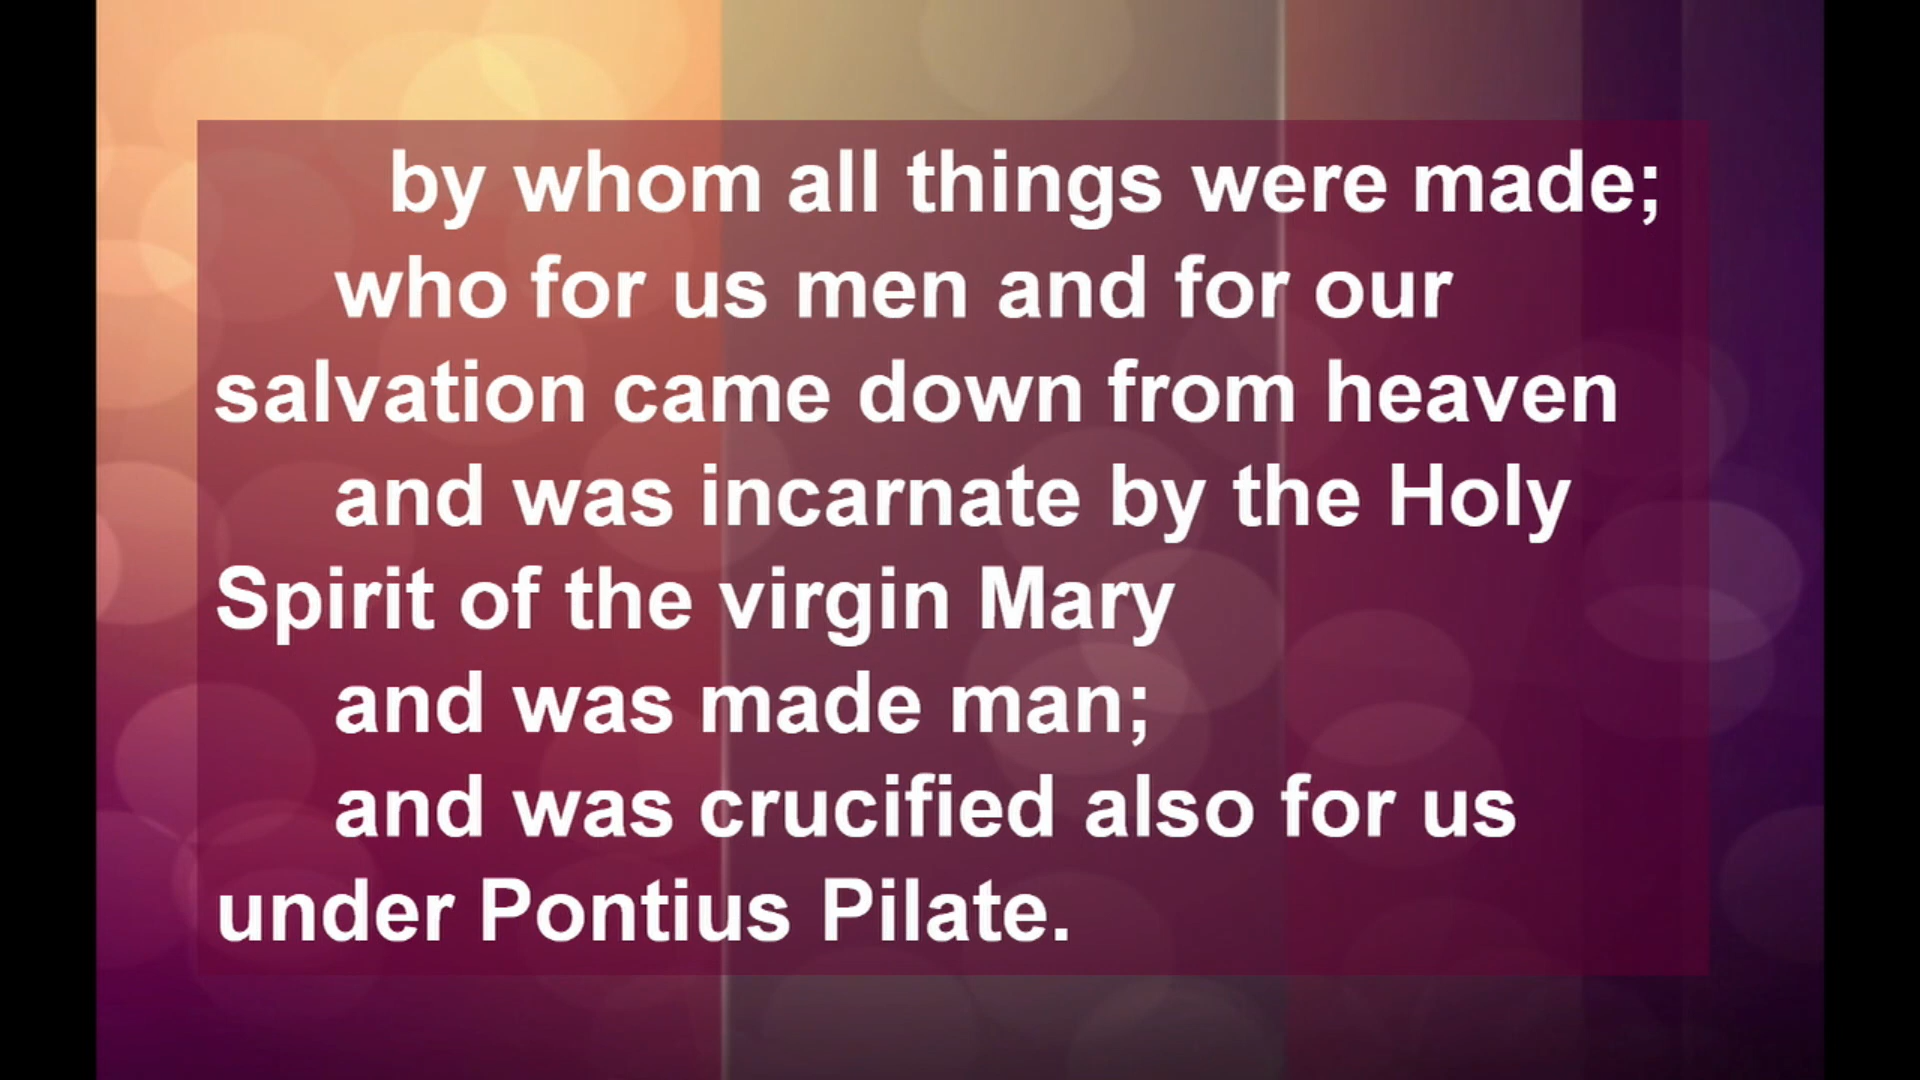 by whom all things were made;
who for us men and for our
salvation came down from heaven
and was incarnate by the Holy
Spirit of the virgin Mary
and was made man;
and was crucified also for us
under Pontius Pilate.